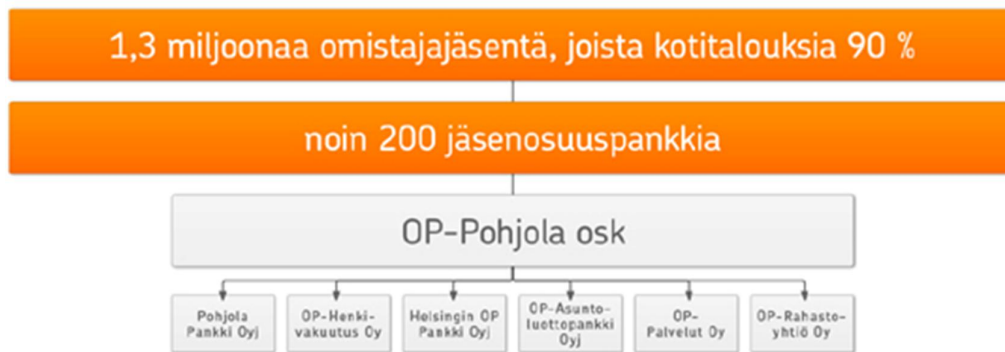 1,3 miljoonaa omistajajäsentä, joista kotitalouksia 90 %
noin 200 jäsenosuuspankkia
OP-Pohjola osk
Pohjola
Pankki Oyj
OP-Henki-
vakuutus Oy
Helsingin OP
Pankki Oyj
OP-Asunto-
luottopankki
Oyj
OP-
Palvelut Oy
OP-Rahasto-
yhtiö Oy